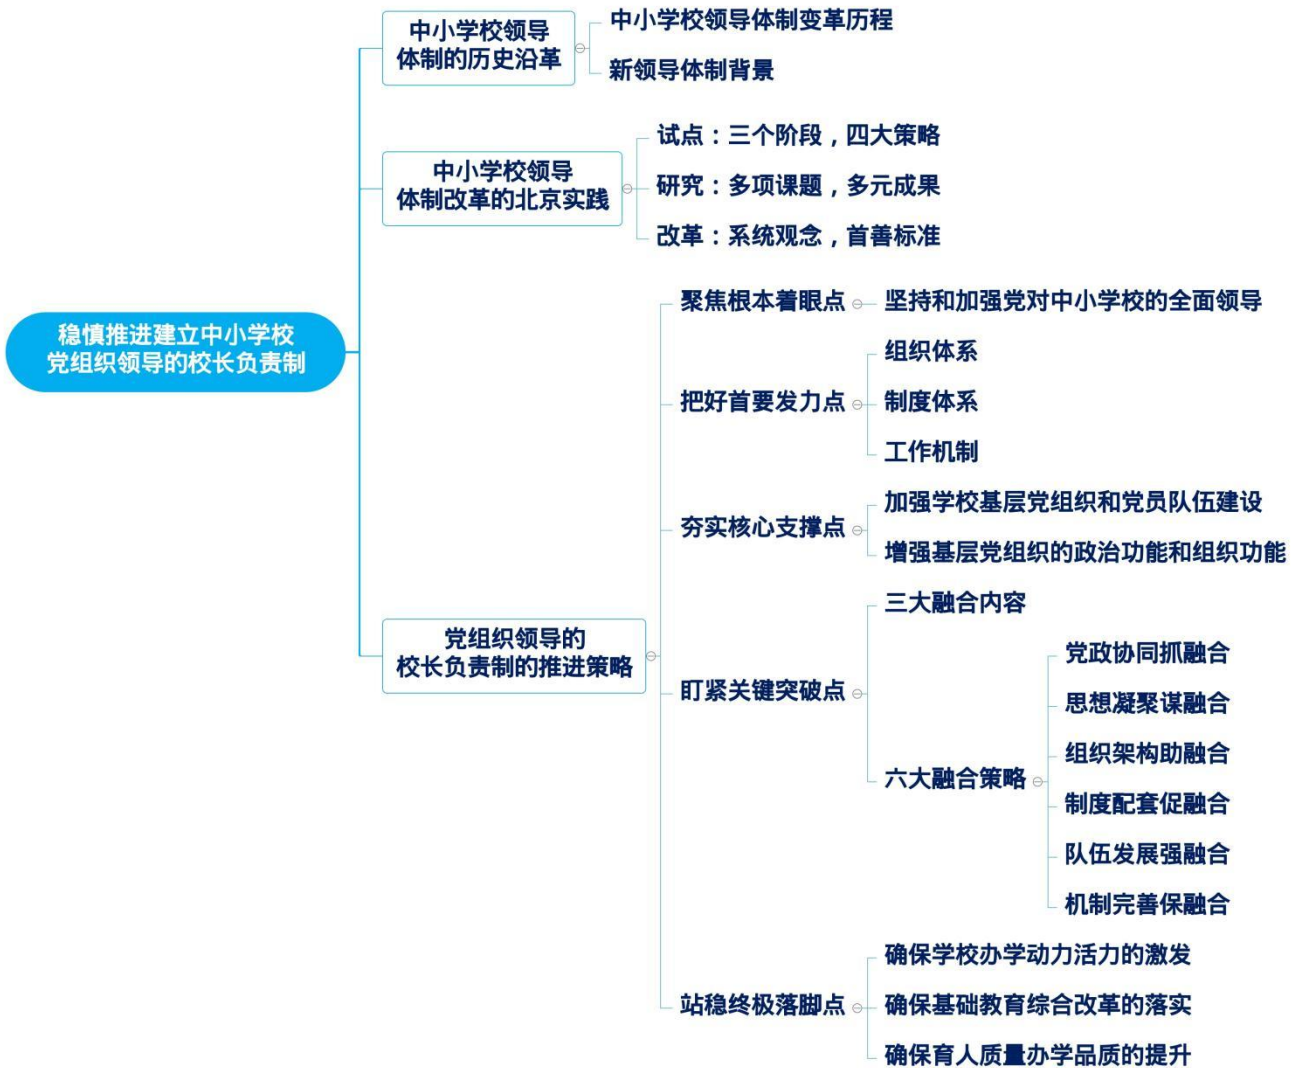 稳慎推进建立中小学校
党组织领导的校长负责制
中小学校领导
体制的历史沿革
中小学校领导体制变革历程
新领导体制背景
中小学校领导
体制改革的北京实践
试点：三个阶段，四大策略
研究：多项课题，多元成果
改革：系统观念，首善标准
党组织领导的
校长负责制的推进策略
聚焦根本着眼点
坚持和加强党对中小学校的全面领导
把好首要发力点
组织体系
制度体系
工作机制
夯实核心支撑点
加强学校基层党组织和党员队伍建设
增强基层党组织的政治功能和组织功能
盯紧关键突破点
三大融合内容
六大融合策略
党政协同抓融合
思想凝聚谋融合
组织架构助融合
制度配套促融合
队伍发展强融合
机制完善保融合
站稳终极落脚点
确保学校办学动力活力的激发
确保基础教育综合改革的落实
确保育人质量办学品质的提升